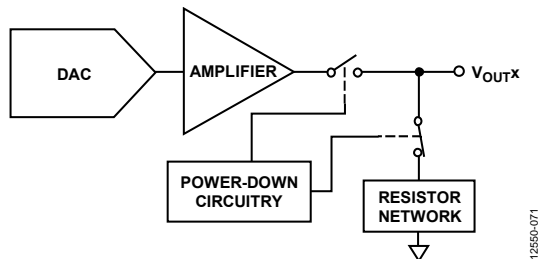 DAC
AMPLIFIER
VOUTX
POWER-DOWN
CIRCUITRY
RESISTOR
NETWORK
12550-071